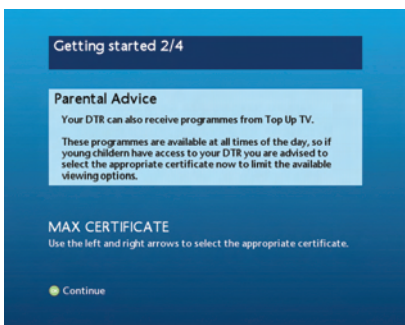 Getting started 2/4
Parental Advice
Your DTR can also receive programmes from Top Up TV.
These programmes are available at all times of the day, so if
young childern have access to your DTR you are advised to
select the appropriate certificate now to limit the available
viewing options.
MAX CERTIFICATE
Use the left and right arrows to select the appropriate certificate.
Continue